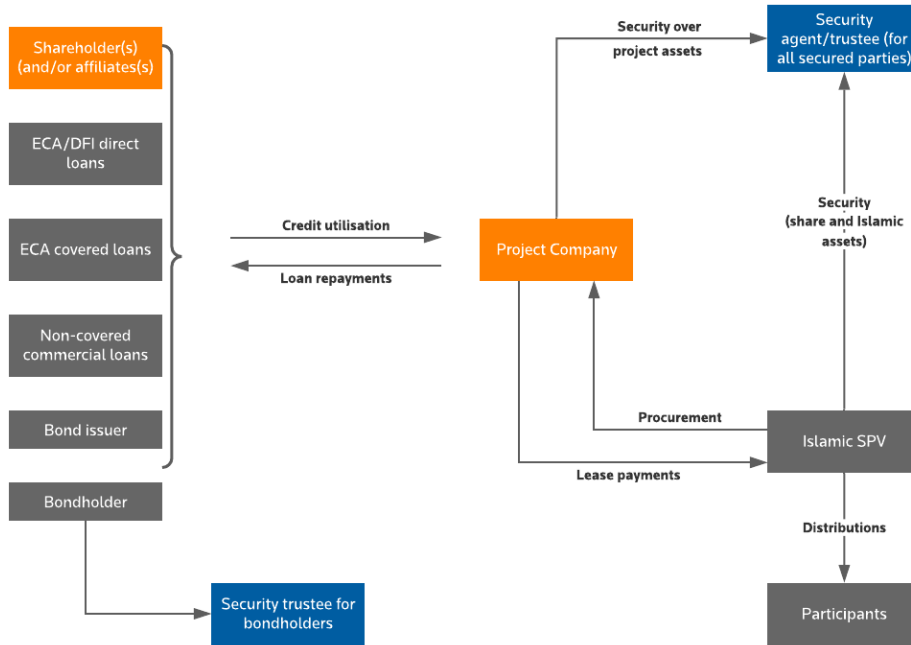 Shareholder(s)
(and/or affiliates(s)
ECA/DFI direct
loans
ECA covered loans
Non-covered
commercial loans
Bond issuer
Bondholder
Security trustee for
bondholders
Credit utilisation
Loan repayments
Security over
project assets
Project Company
Security
agent/trustee (for
all secured parties)
Security
(share and Islamic
assets)
Procurement
Lease payments
Islamic SPV
Distributions
Participants